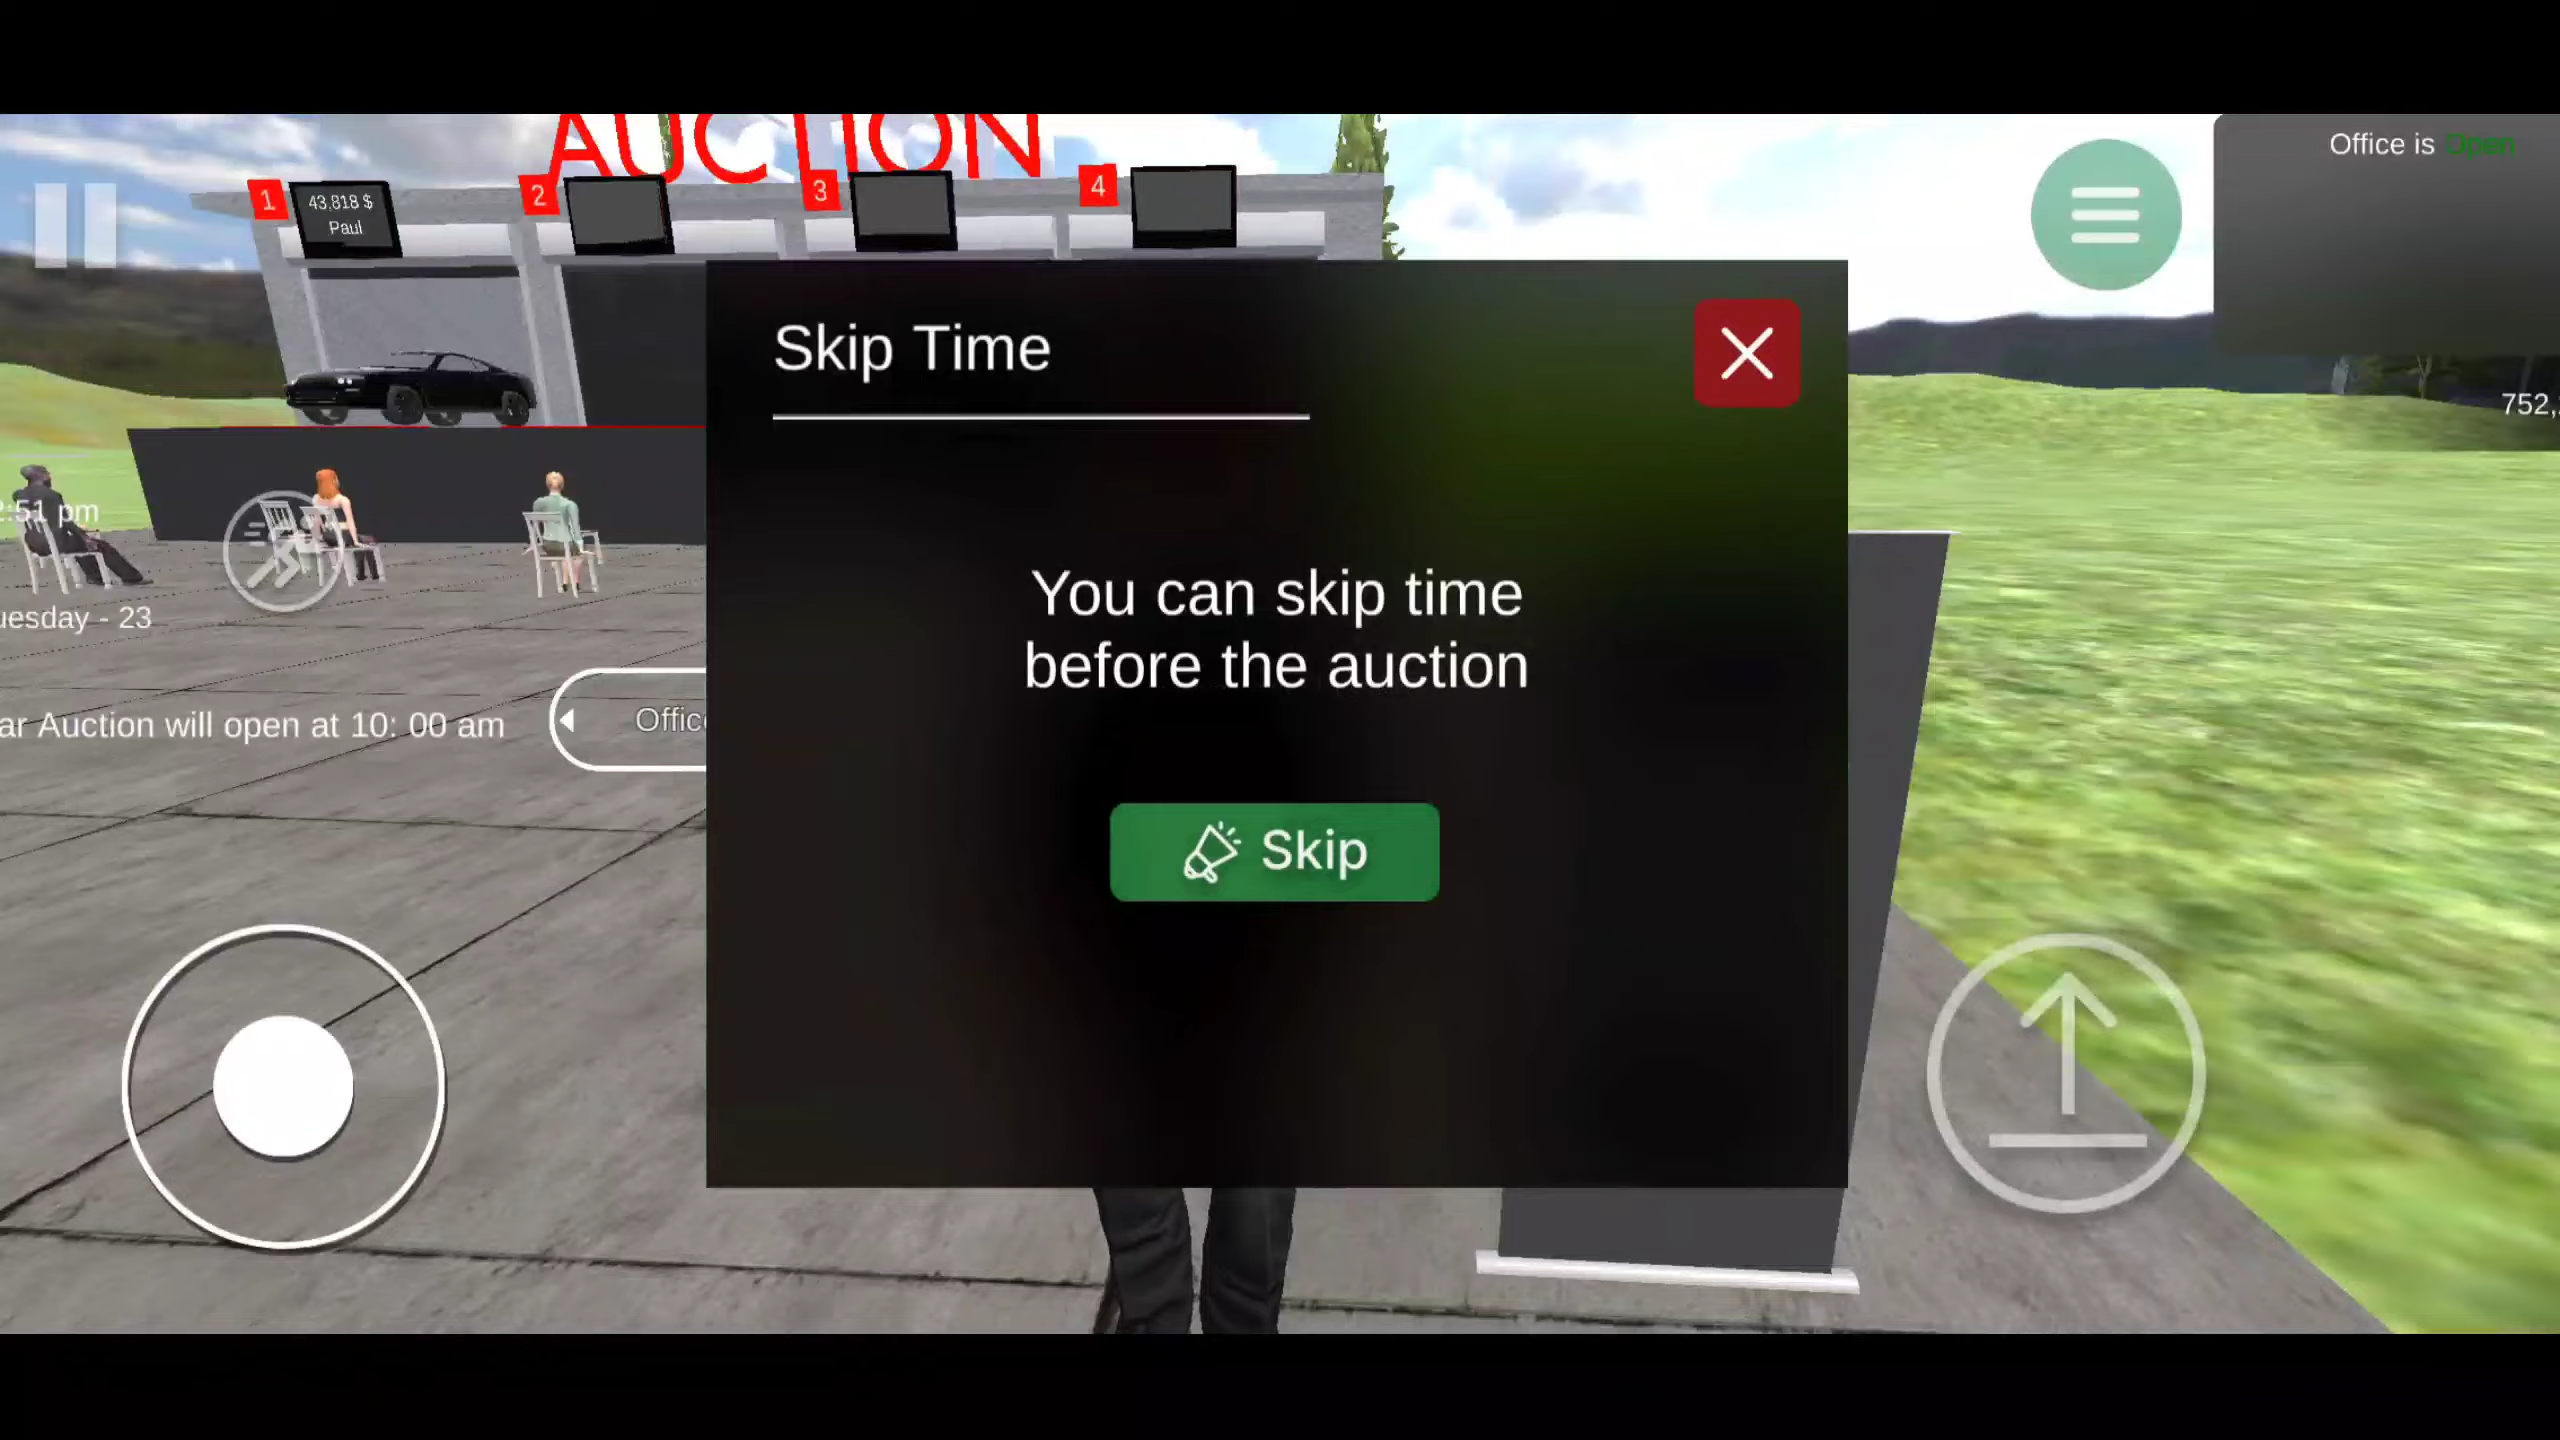 AUCTION
Office is Open
1
43,818 $
Paul
2
3
4
Skip Time
752,
:51 pm
uesday - 23
You can skip time
before the auction
ar Auction will open at 10: 00 am
Offic
Skip